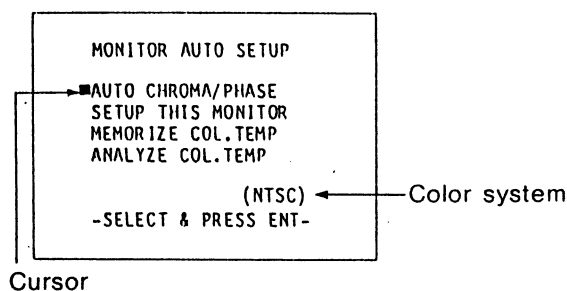 MONITOR AUTO SETUP
AUTO CHROMA/PHASE
SETUP THIS MONITOR
MEMORIZE COL.TEMP
ANALYZE COL.TEMP
(NTSC)
Color system
-SELECT & PRESS ENT-
Cursor